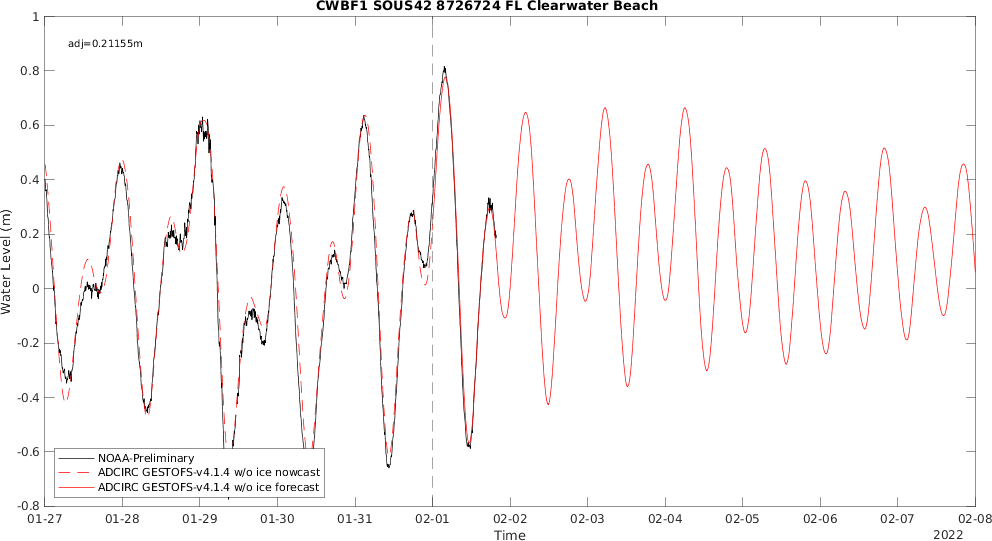 CWBF1 SOUS42 8726724 FL Clearwater Beach
adj=0.21155m
Water Level (m)
1
0.8
0.6
0.4
0.2
0
-0.2
-0.4
-0.6
-0.8
NOAA-Preliminary
ADCIRC GESTOFS-v4.1.4 w/o ice nowcast
ADCIRC GESTOFS-v4.1.4 w/o ice forecast
01-27 01-28 01-29 01-30 01-31 02-01 02-02 02-03 02-04 02-05 02-06 02-07 02-08
Time
2022